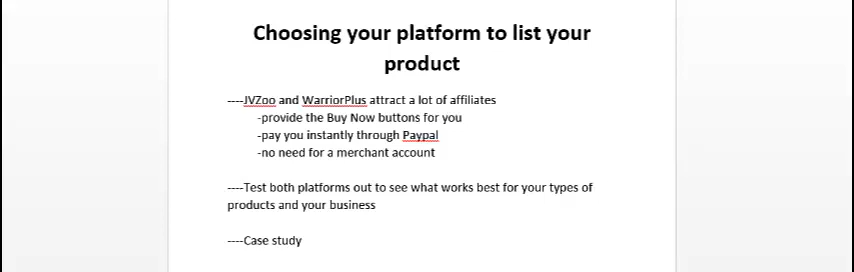 Choosing your platform to list your
product
----JVZoo and WarriorPlus attract a lot of affiliates
-provide the Buy Now buttons for you
-pay you instantly through Paypal
-no need for a merchant account
----Test both platforms out to see what works best for your types of
products and your business
----Case study